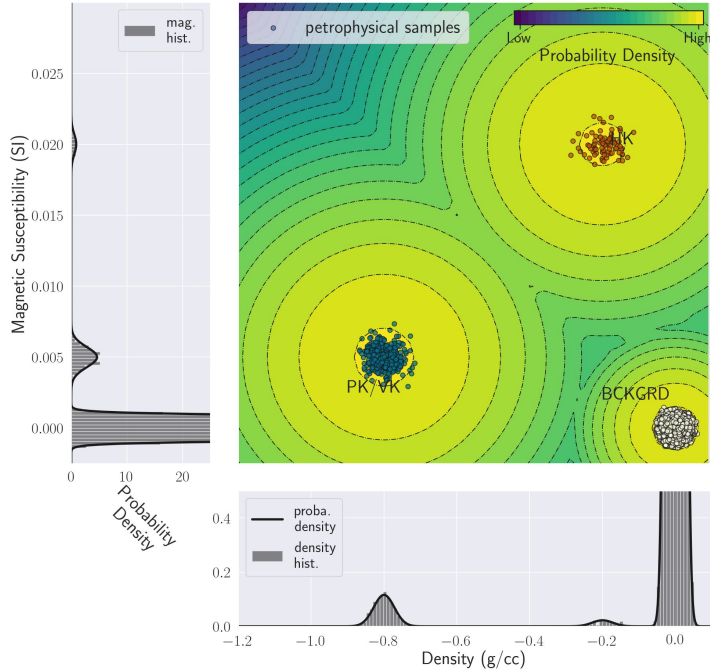 mag.
hist.
petrophysical samples
Low
High
Probability Density
HK
PK/VK
BCKGRD
Magnetic Susceptibility (SI)
0.025
0.020
0.015
0.010
0.005
0.000
0
10
20
Probability
Density
proba.
density
density
hist.
0.4
0.2
0.0
−1.2
−1.0
−0.8
−0.6
−0.4
−0.2
0.0
Density (g/cc)